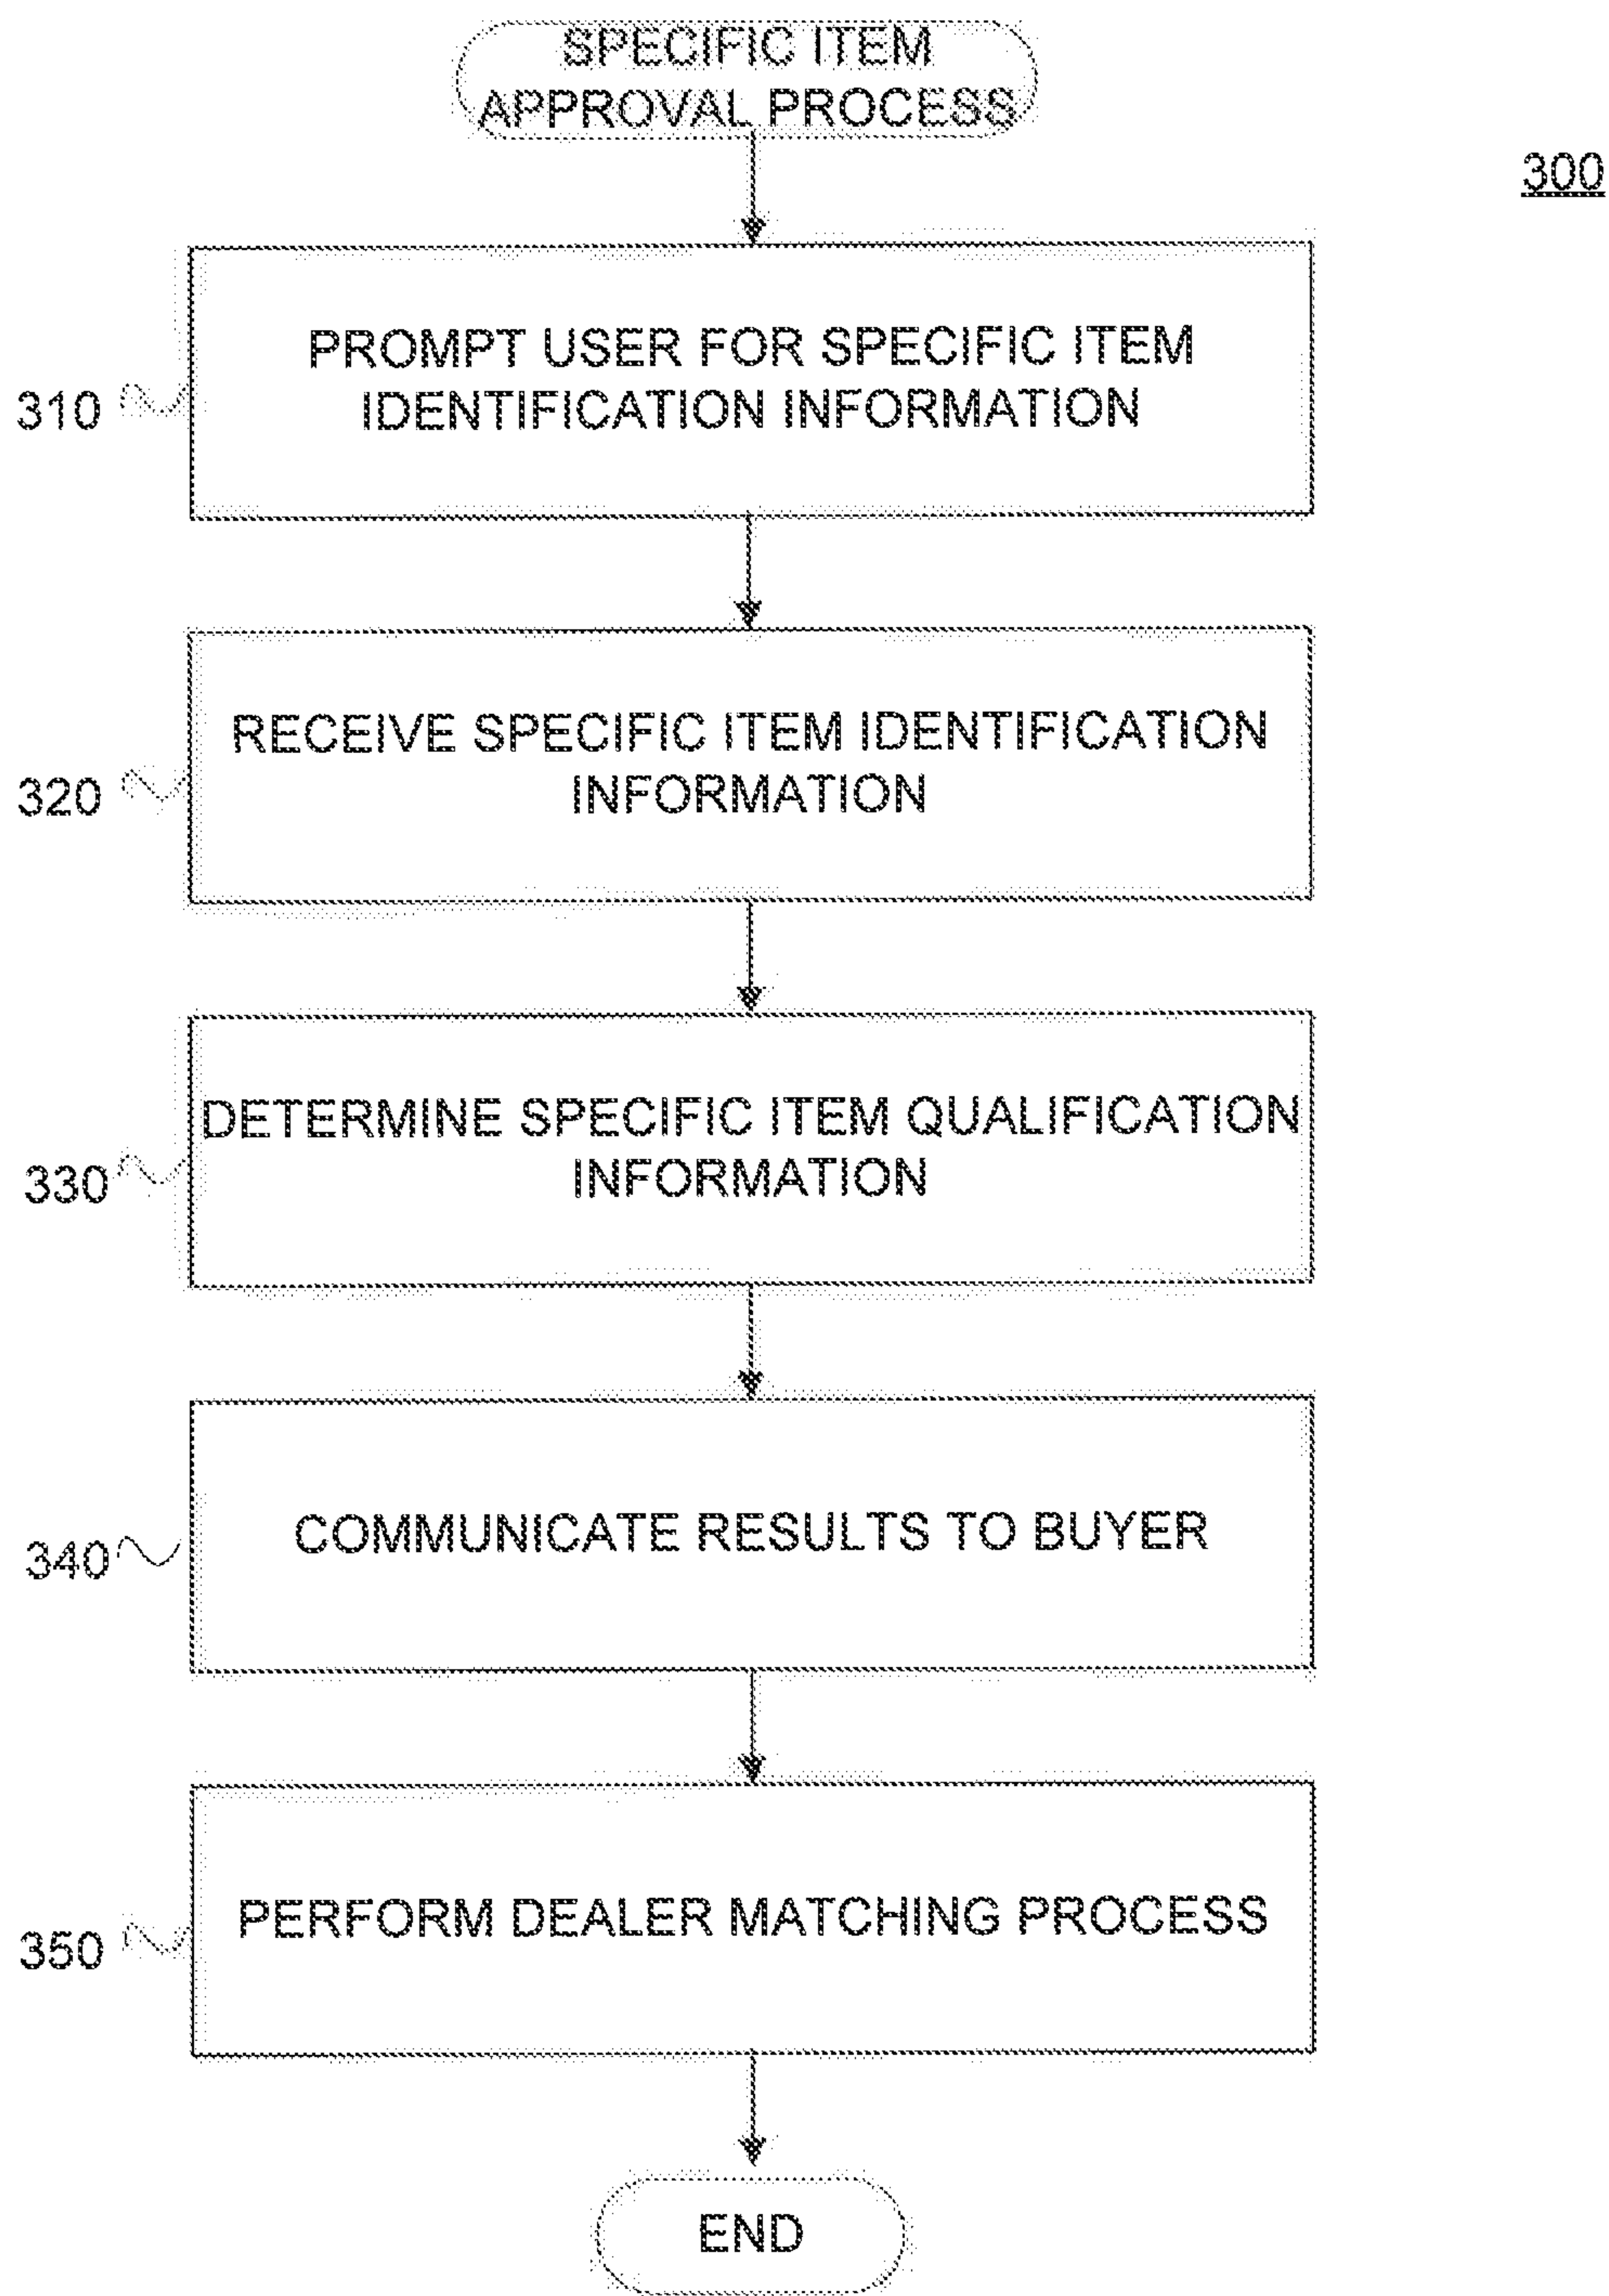 SPECIFIC ITEM
APPROVAL PROCESS
300
PROMPT USER FOR SPECIFIC ITEM
IDENTIFICATION INFORMATION
310
RECEIVE SPECIFIC ITEM IDENTIFICATION
INFORMATION
320
DETERMINE SPECIFIC ITEM QUALIFICATION
INFORMATION
330
COMMUNICATE RESULTS TO BUYER
340
PERFORM DEALER MATCHING PROCESS
350
END